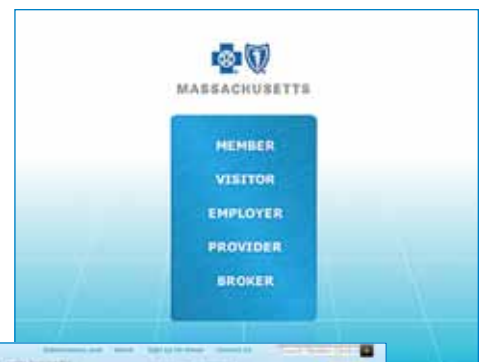 MASSACHUSETTS
MEMBER
VISITOR
EMPLOYER
PROVIDER
BROKER